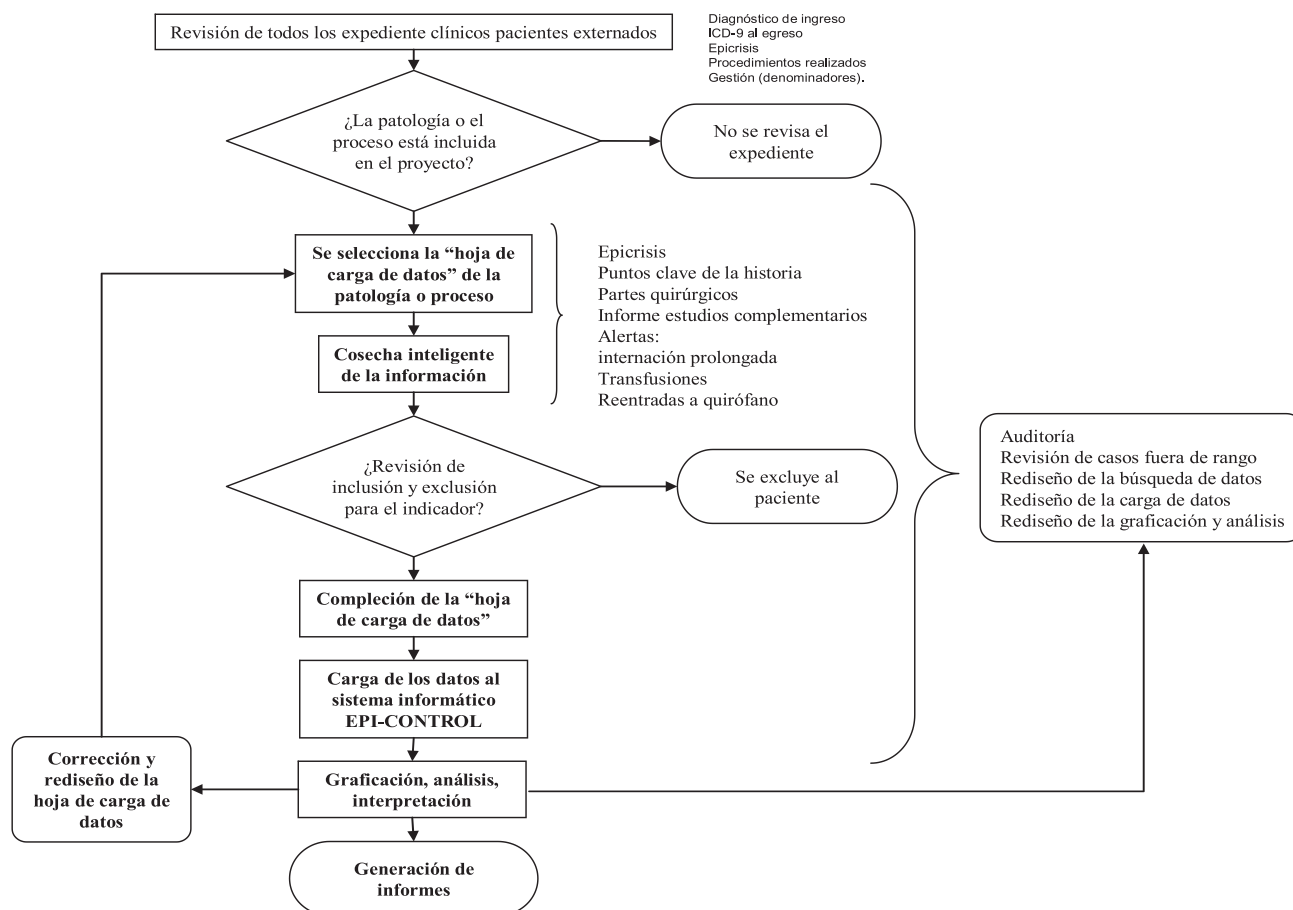 Revisión de todos los expediente clínicos pacientes externados
Diagnóstico de ingreso
ICD-9 al egreso
Epicrisis
Procedimientos realizados
Gestión (denominadores).
¿La patología o el
proceso está incluida
en el proyecto?
No se revisa el
expediente
Se selecciona la “hoja de
carga de datos” de la
patología o proceso
Epicrisis
Puntos clave de la historia
Partes quirúrgicos
Informe estudios complementarios
Alertas:
internación prolongada
Transfusiones
Reentradas a quirófano
Cosecha inteligente
de la información
¿Revisión de
inclusión y exclusión
para el indicador?
Se excluye al
paciente
Auditoría
Revisión de casos fuera de rango
Rediseño de la búsqueda de datos
Rediseño de la carga de datos
Rediseño de la graficación y análisis
Compleción de la “hoja
de carga de datos”
Carga de los datos al
sistema informático
EPI-CONTROL
Corrección y
rediseño de la
hoja de carga de
datos
Graficación, análisis,
interpretación
Generación de
informes